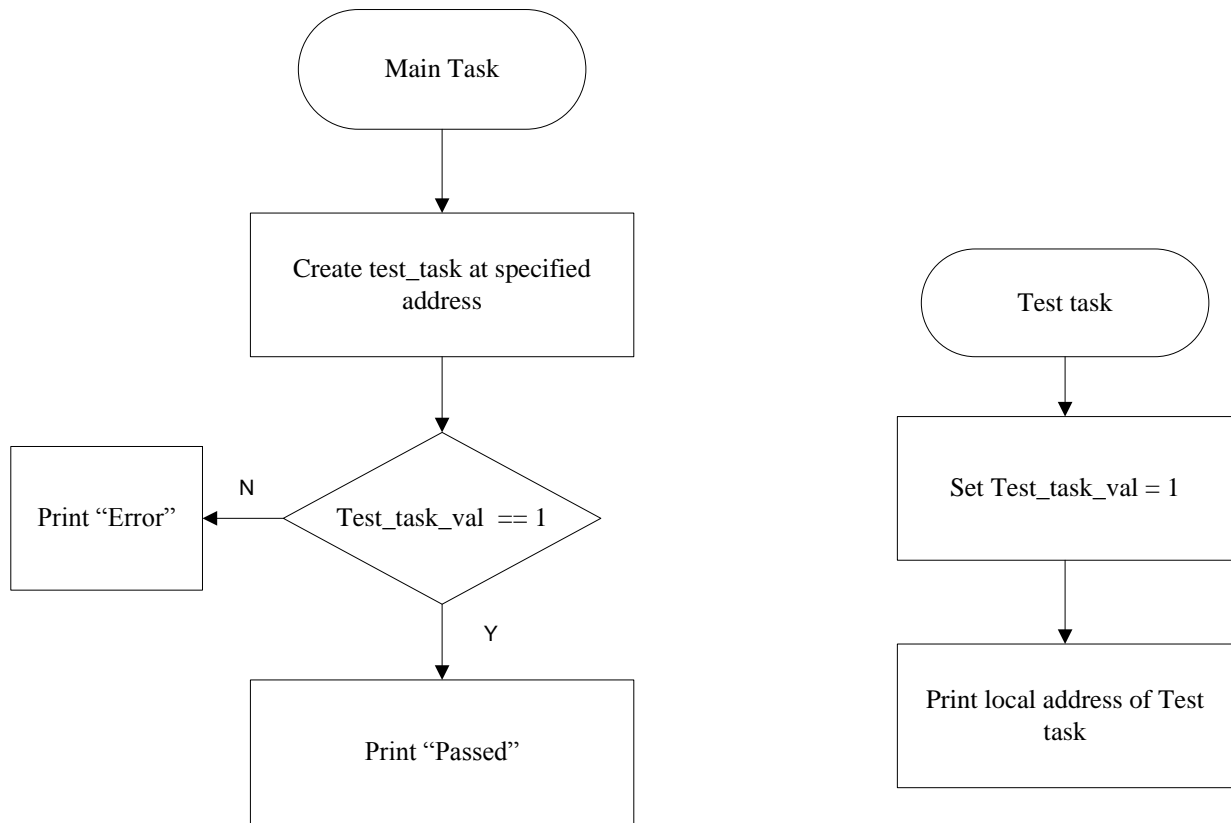 Main Task
Create test_task at specified
address
Test_task_val == 1
N
Print “Error”
Y
Print “Passed”
Test task
Set Test_task_val = 1
Print local address of Test
task